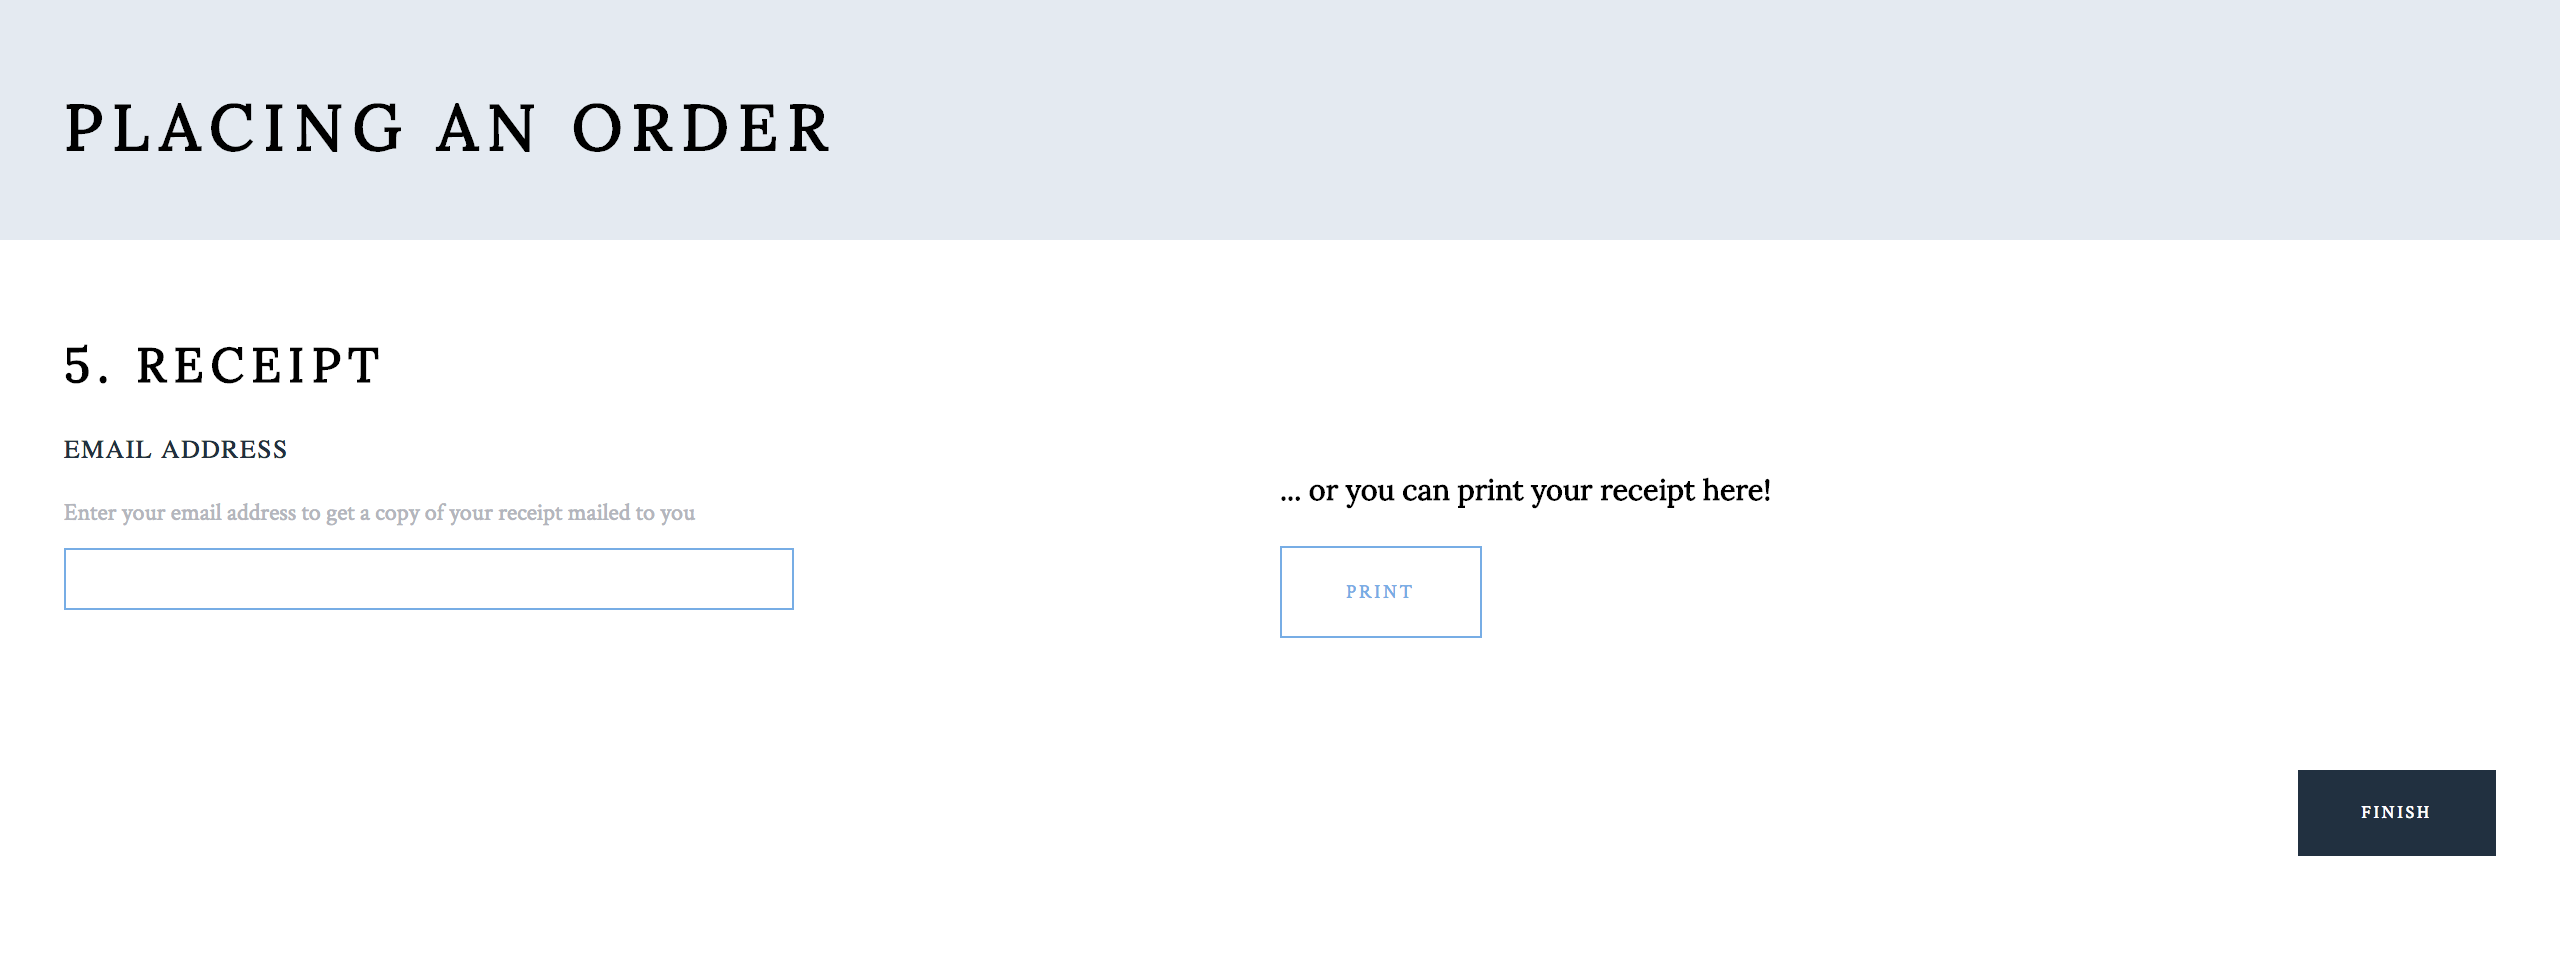 PLACING AN ORDER
5. RECEIPT
EMAIL ADDRESS
Enter your email address to get a copy of your receipt mailed to you
... or you can print your receipt here!
PRINT
FINISH